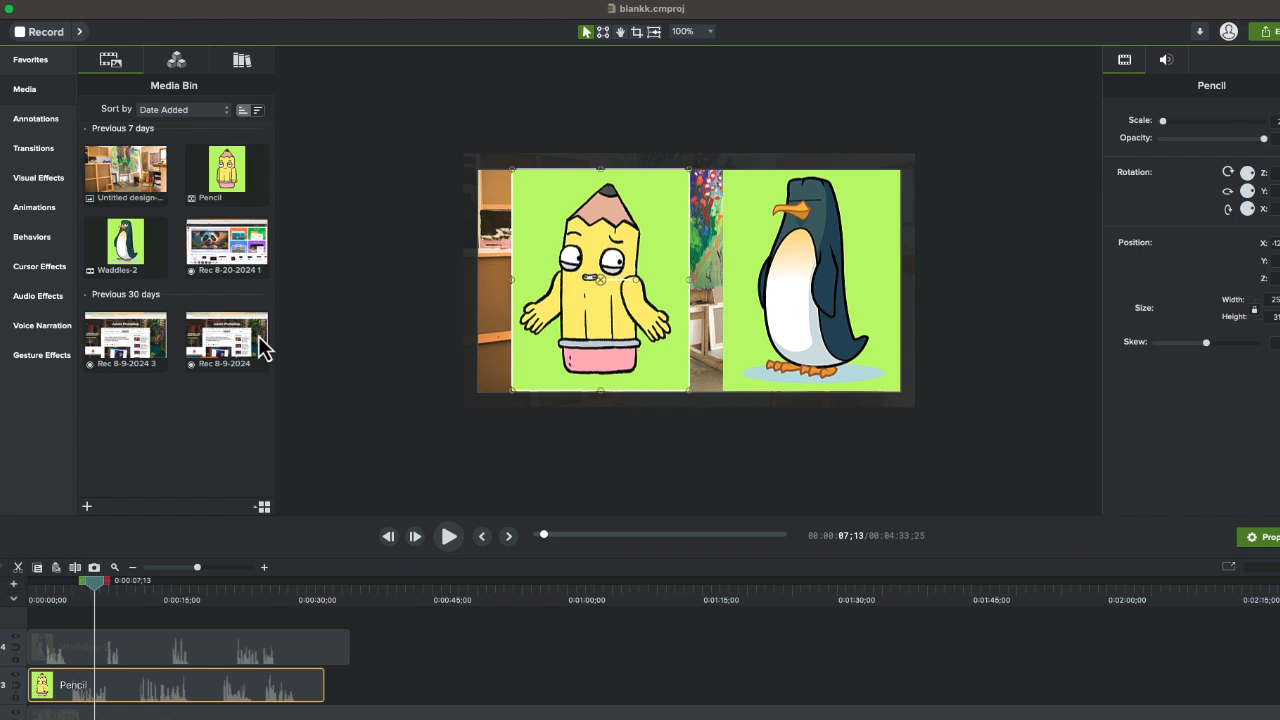 blankk.cmproj
Record
100%
Favorites
Media
Annotations
Transitions
Visual Effects
Animations
Behaviors
Cursor Effects
Audio Effects
Voice Narration
Gesture Effects
Media Bin
Sort by Date Added
Previous 7 days
Untitled design-...
Pencil
Waddles-2
Rec 8-20-2024 1
Previous 30 days
Rec 8-9-2024 3
Rec 8-9-2024
Pencil
Scale:
Opacity:
Rotation:
Z:
Y:
X:
Position:
X:
Y:
Z:
Size:
Width:
Height:
Skew:
00:00:07;13/00:04:33;25
Prop
0:00:07;13
0:00:00;00 0:00:15;00 0:00:30;00 0:00:45;00 0:01:00;00 0:01:15;00 0:01:30;00 0:01:45;00 0:02:00;00 0:02:15;00
4
3
Pencil